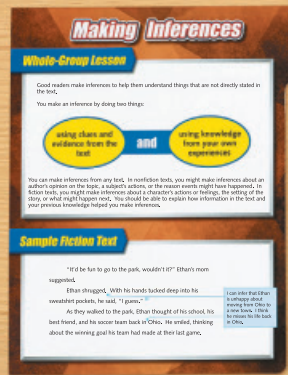 Making Inferences
Whole-Group Lesson
Good readers make inferences to help them understand things that are not directly stated in
the text.
You make an inference by doing two things:
using clues and
evidence from the
text
and
using knowledge
from your own
experiences
You can make inferences from any text. In nonfiction texts, you might make inferences about an
author's opinion on the topic, a subject's actions, or the reason events might have happened. In
fiction texts, you might make inferences about a character's actions or feelings, the setting of the
story, or what might happen next. You should be able to explain how information in the text and
your previous knowledge helped you make inferences.
Sample Fiction Text
"It'd be fun to go to the park, wouldn't it?" Ethan's mom
suggested.
Ethan shrugged. With his hands tucked deep into his
sweatshirt pockets, he said, "I guess."
As they walked to the park, Ethan thought of his school, his
best friend, and his soccer team back in Ohio. He smiled, thinking
about the winning goal his team had made at their last game.
I can infer that Ethan
is unhappy about
moving from Ohio to
a new town. I think
he misses his life back
in Ohio.